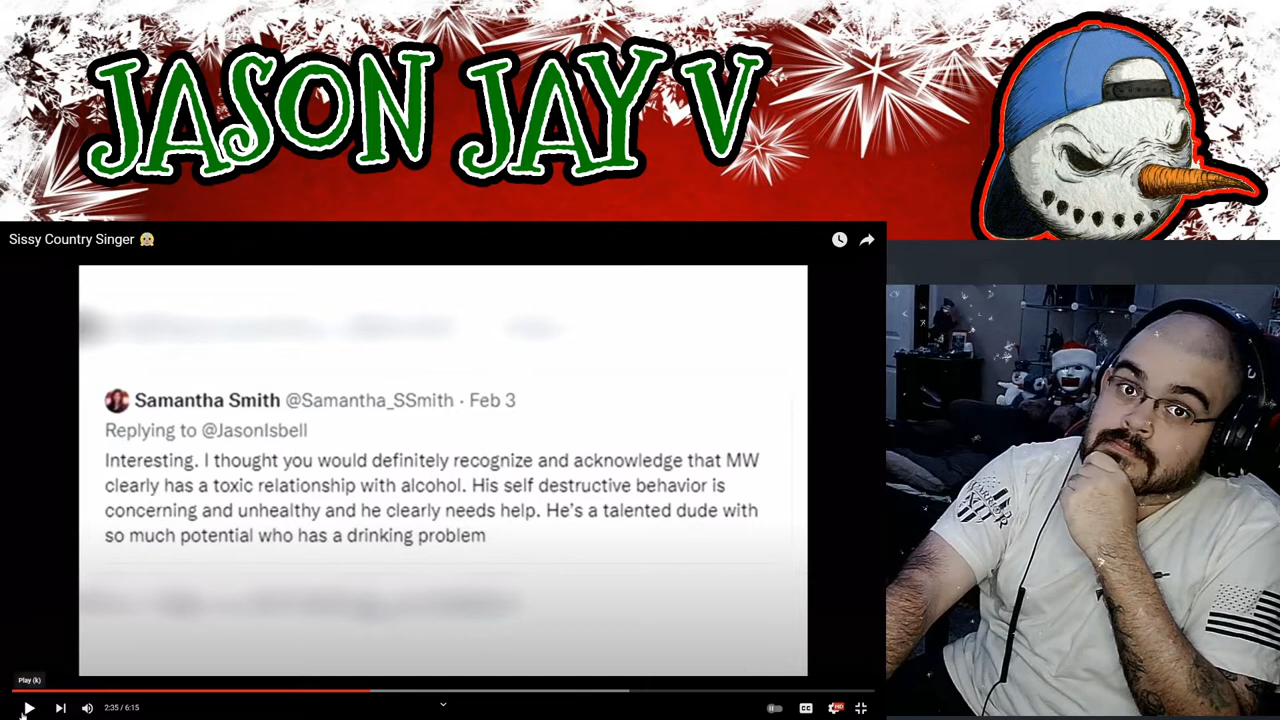 JASON JAY V
Sissy Country Singer
Samantha Smith @Samantha_SSmith · Feb 3
Replying to @JasonIsbell
Interesting. I thought you would definitely recognize and acknowledge that MW
clearly has a toxic relationship with alcohol. His self destructive behavior is
concerning and unhealthy and he clearly needs help. He's a talented dude with
so much potential who has a drinking problem
Play (k)
2:35 / 6:15
CC
HD